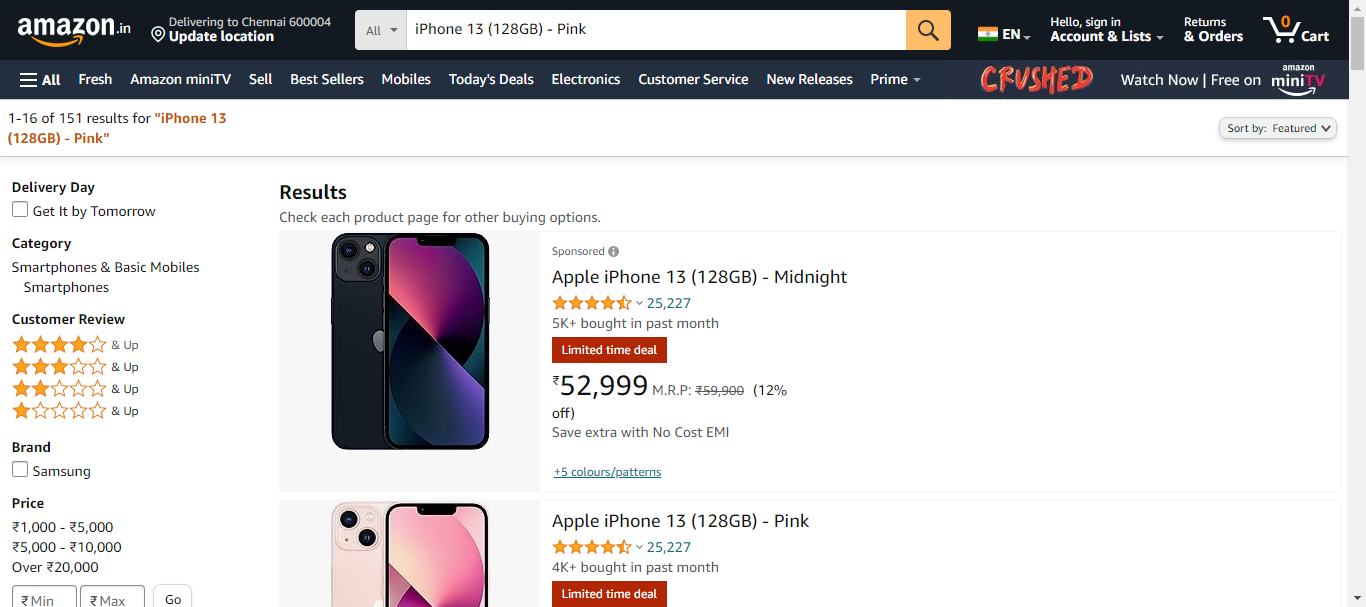 amazon.in
Delivering to Chennai 600004
Update location
All
iPhone 13 (128GB) - Pink
EN
Hello, sign in
Account & Lists
Returns
& Orders
0
Cart
All
Fresh
Amazon miniTV
Sell
Best Sellers
Mobiles
Today's Deals
Electronics
Customer Service
New Releases
Prime
CRUSHED
Watch Now | Free on
amazon
miniTV
1-16 of 151 results for "iPhone 13
(128GB) - Pink"
Sort by: Featured
Delivery Day
Get It by Tomorrow
Category
Smartphones & Basic Mobiles
Smartphones
Customer Review
& Up
& Up
& Up
& Up
Brand
Samsung
Price
₹1,000 - ₹5,000
₹5,000 - ₹10,000
Over ₹20,000
₹ Min
₹ Max
Go
Results
Check each product page for other buying options.
Sponsored
Apple iPhone 13 (128GB) - Midnight
25,227
5K+ bought in past month
Limited time deal
₹52,999 M.R.P: ₹59,900 (12%
off)
Save extra with No Cost EMI
+5 colours/patterns
Apple iPhone 13 (128GB) - Pink
25,227
4K+ bought in past month
Limited time deal